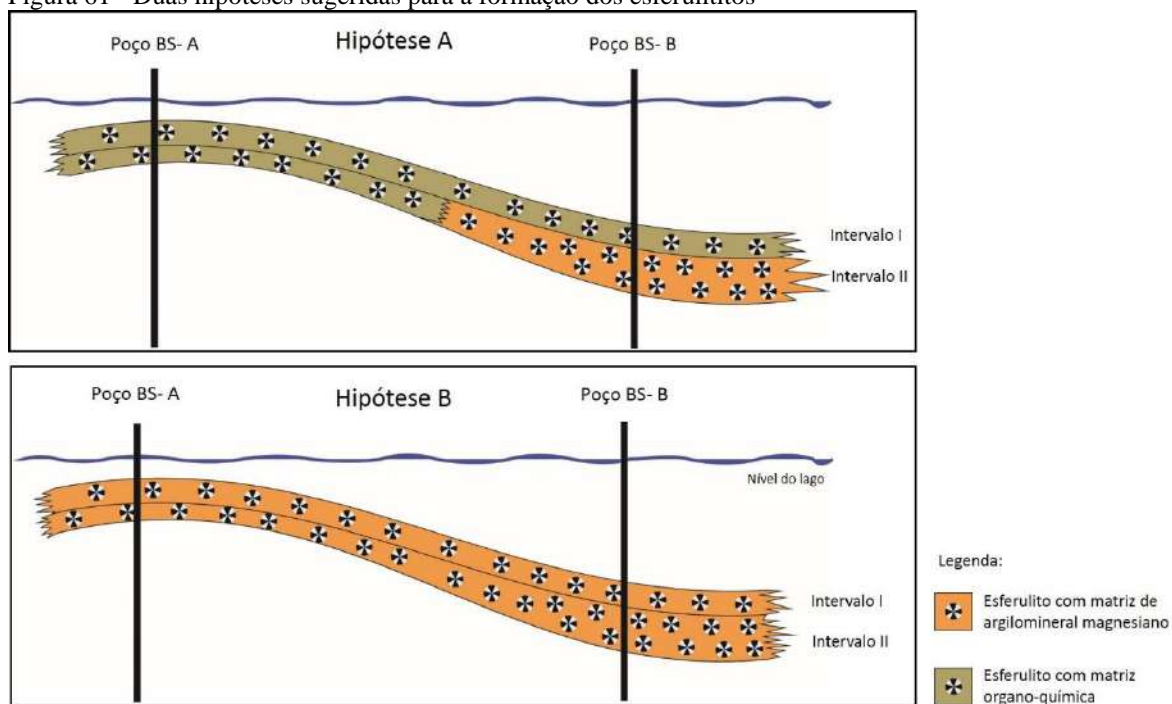 Figura 61 - Duas hipóteses sugeridas para a formação dos esferulititos
Poço BS- A
Hipótese A
Poço BS- B
Intervalo I
Intervalo II
Poço BS- A
Hipótese B
Poço BS- B
Nível do lago
Intervalo I
Intervalo II
Legenda:
Esferulito com matriz de
argilomineral magnesiano
Esferulito com matriz
organo-química